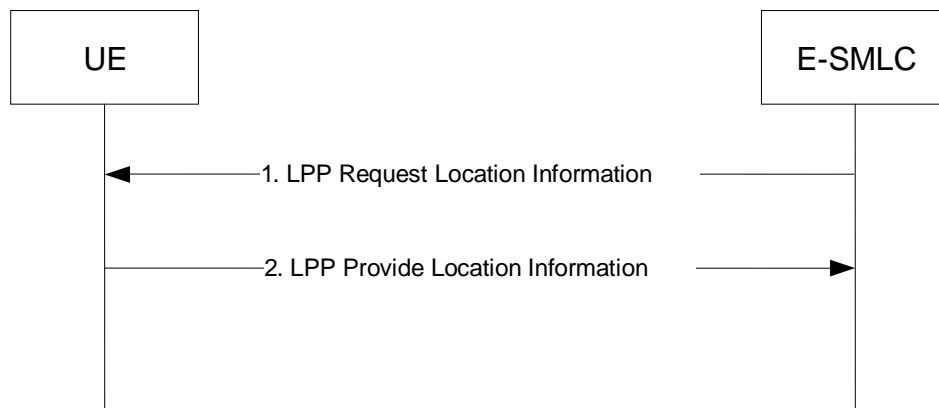 UE
E-SMLC
1. LPP Request Location Information
2. LPP Provide Location Information